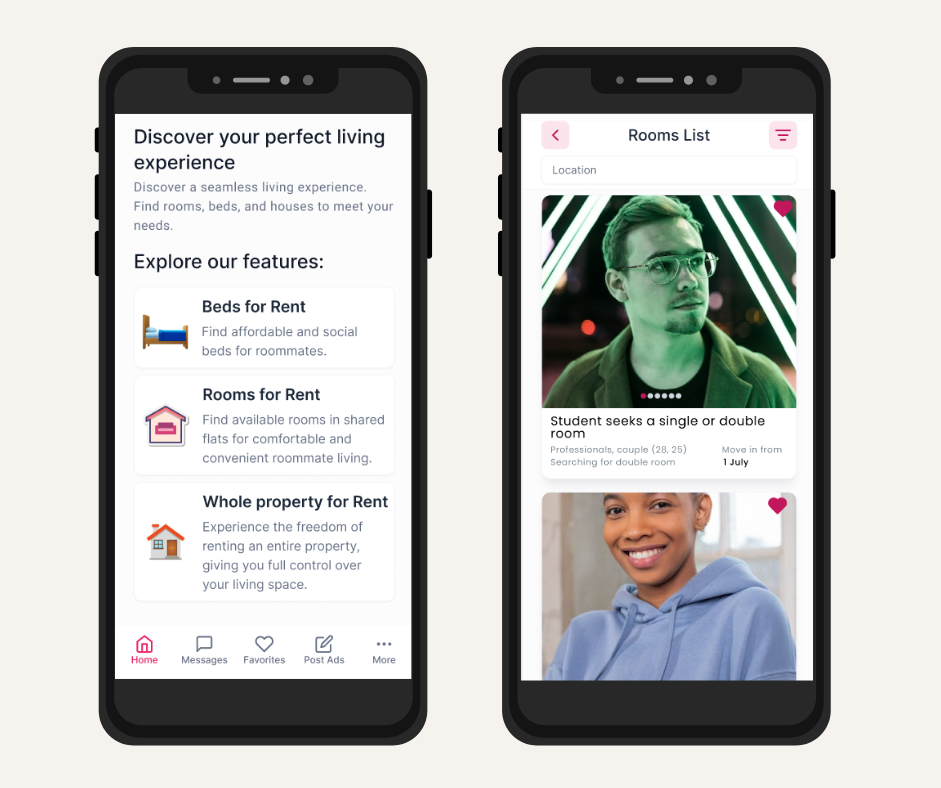 Discover your perfect living
experience
Discover a seamless living experience.
Find rooms, beds, and houses to meet your
needs.
Explore our features:
Beds for Rent
Find affordable and social
beds for roommates.
Rooms for Rent
Find available rooms in shared
flats for comfortable and
convenient roommate living.
Whole property for Rent
Experience the freedom of
renting an entire property,
giving you full control over
your living space.
Home Messages Favorites Post Ads More
Rooms List
Location
Student seeks a single or double
room
Professionals, couple (28, 25) Move in from
Searching for double room 1 July